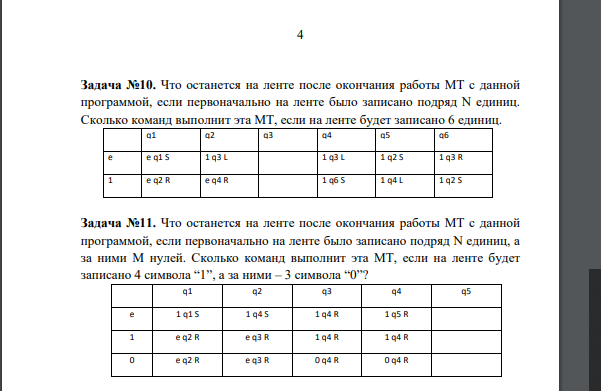 4
Задача №10. Что останется на ленте после окончания работы МТ с данной
программой, если первоначально на ленте было записано подряд N единиц.
Сколько команд выполнит эта МТ, если на ленте будет записано 6 единиц.
q1 q2 q3 q4 q5 q6
e e q1 S 1 q3 L 1 q3 L 1 q2 S 1 q3 R
1 e q2 R e q4 R 1 q6 S 1 q4 L 1 q2 S
Задача №11. Что останется на ленте после окончания работы МТ с данной
программой, если первоначально на ленте было записано подряд N единиц, а
за ними М нулей. Сколько команд выполнит эта МТ, если на ленте будет
записано 4 символа “1”, а за ними – 3 символа “0”?
q1 q2 q3 q4 q5
e 1 q1 S 1 q4 S 1 q4 R 1 q5 R
1 e q2 R e q3 R 1 q4 R 1 q4 R
0 e q2 R e q3 R 0 q4 R 0 q4 R